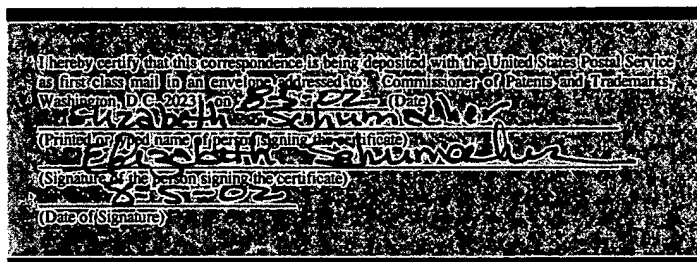 I hereby certify that this correspondence is being deposited with the United States Postal Service
as first-class mail in an envelope addressed to: Commissioner of Patents and Trademarks,
Washington, D.C. 2023 on 8-5-02 (Date)
Elizabeth Schumacher
(Printed or typed name of person signing the certificate)
Elizabeth Schumacher
(Signature of the person signing the certificate)
8-5-02
(Date of Signature)